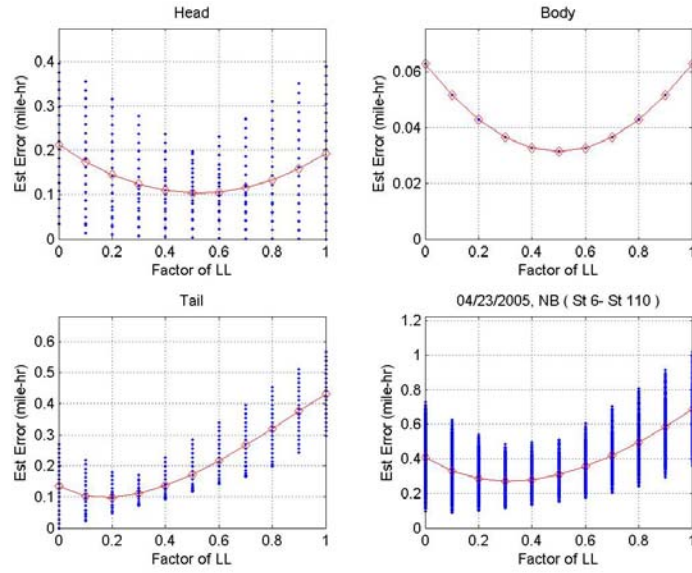 Head
Est Error (mile-hr)
0.4
0.3
0.2
0.1
0
0 0.2 0.4 0.6 0.8 1
Factor of LL
Body
Est Error (mile-hr)
0.06
0.04
0.02
0
0 0.2 0.4 0.6 0.8 1
Factor of LL
Tail
Est Error (mile-hr)
0.6
0.5
0.4
0.3
0.2
0.1
0
0 0.2 0.4 0.6 0.8 1
Factor of LL
04/23/2005, NB ( St 6- St 110 )
Est Error (mile-hr)
1.2
1
0.8
0.6
0.4
0.2
0
0 0.2 0.4 0.6 0.8 1
Factor of LL